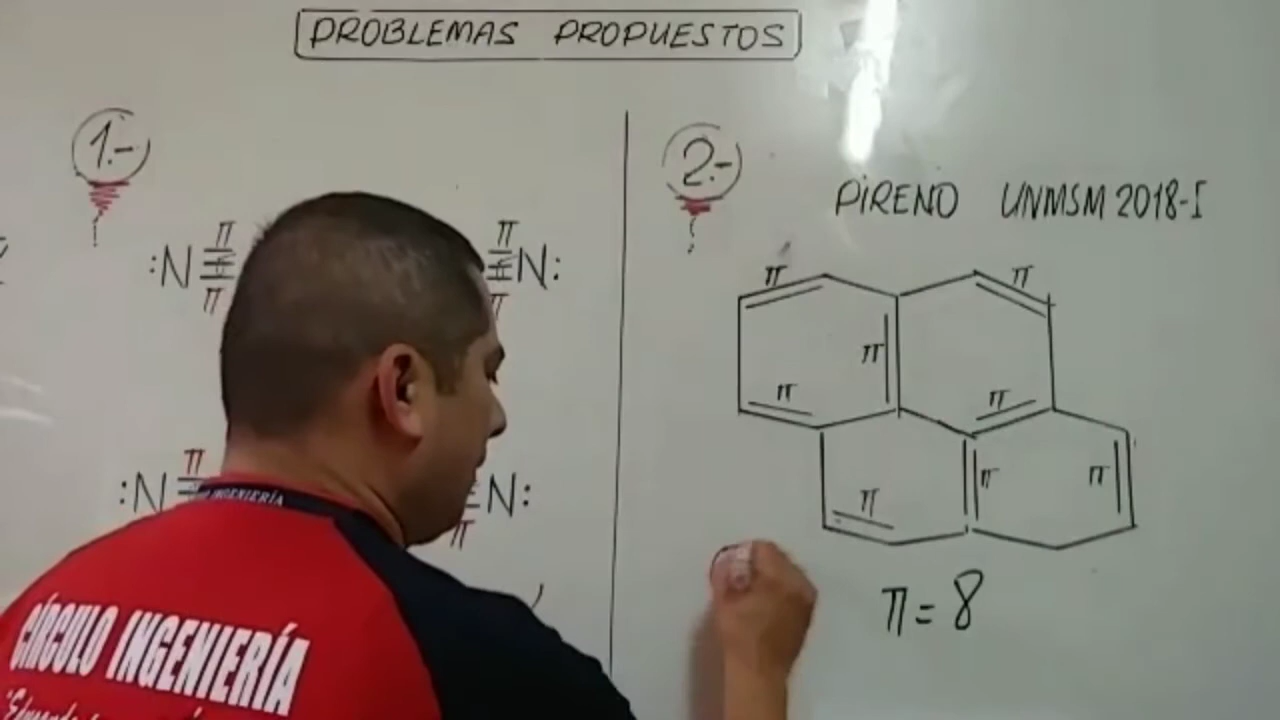 PROBLEMAS PROPUESTOS
1.-
:N π π
π π N:
:N π
N: π
2.-
PIRENO UNMSM 2018-I
π π
π
π π
π π
π
π = 8
INGENIERÍA
CÍRCULO INGENIERÍA